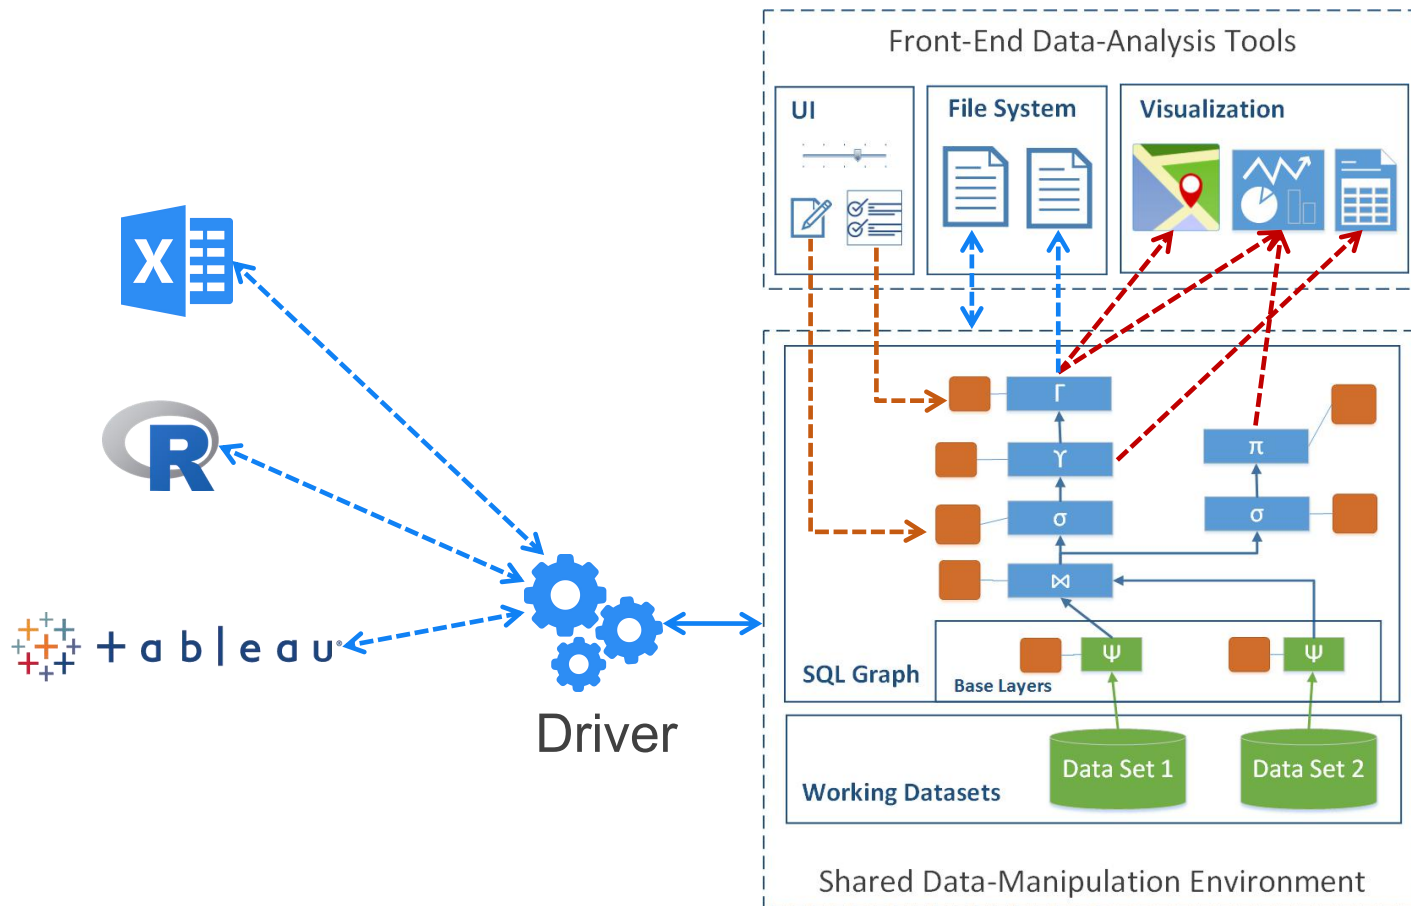 Front-End Data-Analysis Tools
UI
File System
Visualization
X
R
+ableau®
Driver
Γ
ϒ
π
σ
σ
⋈
Ψ
Ψ
SQL Graph
Base Layers
Data Set 1
Data Set 2
Working Datasets
Shared Data-Manipulation Environment